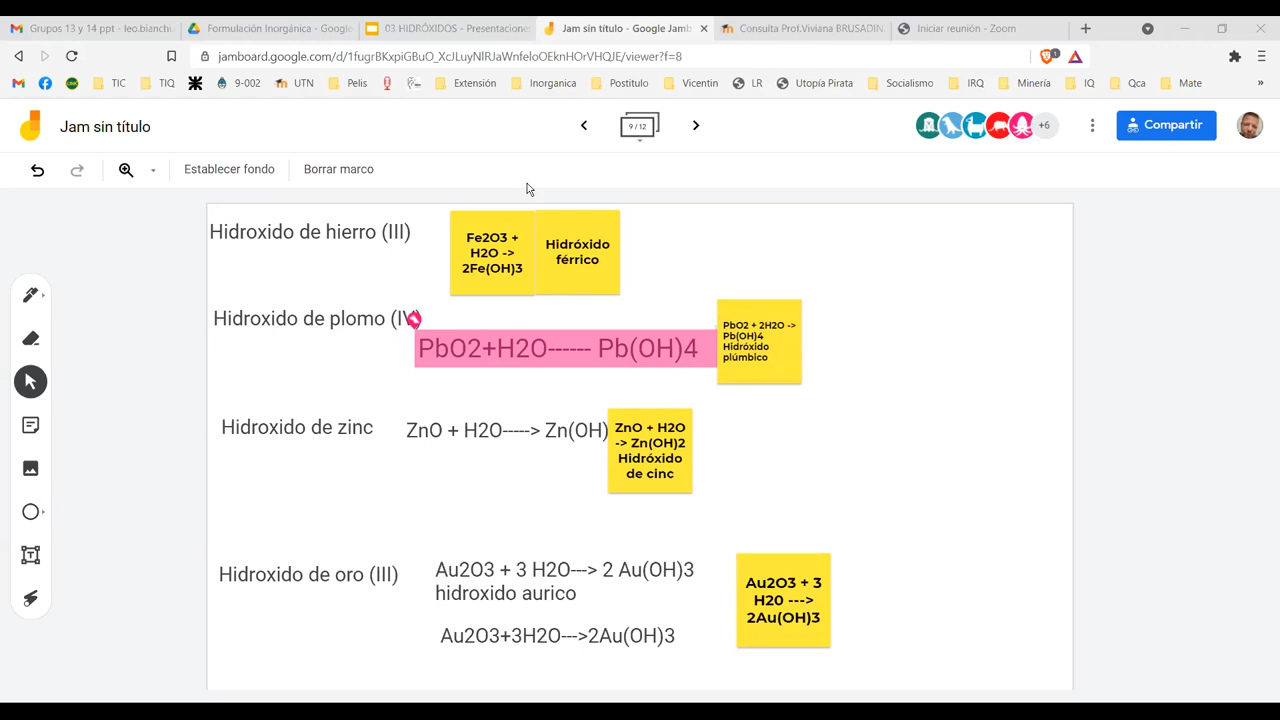 Grupos 13 y 14 ppt - leo.bianchi
Formulación Inorgánica - Google
03 HIDRÓXIDOS - Presentaciones
Jam sin título - Google Jamb
Consulta Prof.Viviana BRUSADIN
Iniciar reunión - Zoom
jamboard.google.com/d/1fuqrBKxpiGBuO_XcJLuyNlRJaWnfeloOEknHOrVHQJE/viewer?f=8
TIC
TIQ
9-002
UTN
Pelis
Extensión
Inorganica
Postitulo
Vicentin
LR
Utopía Pirata
Socialismo
IRQ
Minería
IQ
Qca
Mate
»
Jam sin título
9 / 12
+6
Compartir
Establecer fondo
Borrar marco
Hidroxido de hierro (III)
Fe2O3 +
H2O ->
2Fe(OH)3
Hidróxido
férrico
Hidroxido de plomo (IV)
PbO2+H2O------ Pb(OH)4
PbO2 + 2H2O ->
Pb(OH)4
Hidróxido
plúmbico
Hidroxido de zinc
ZnO + H2O-----> Zn(OH)
ZnO + H2O
-> Zn(OH)2
Hidróxido
de cinc
Hidroxido de oro (III)
Au2O3 + 3 H2O---> 2 Au(OH)3
hidroxido aurico
Au2O3+3H2O--->2Au(OH)3
Au2O3 + 3
H20 --->
2Au(OH)3